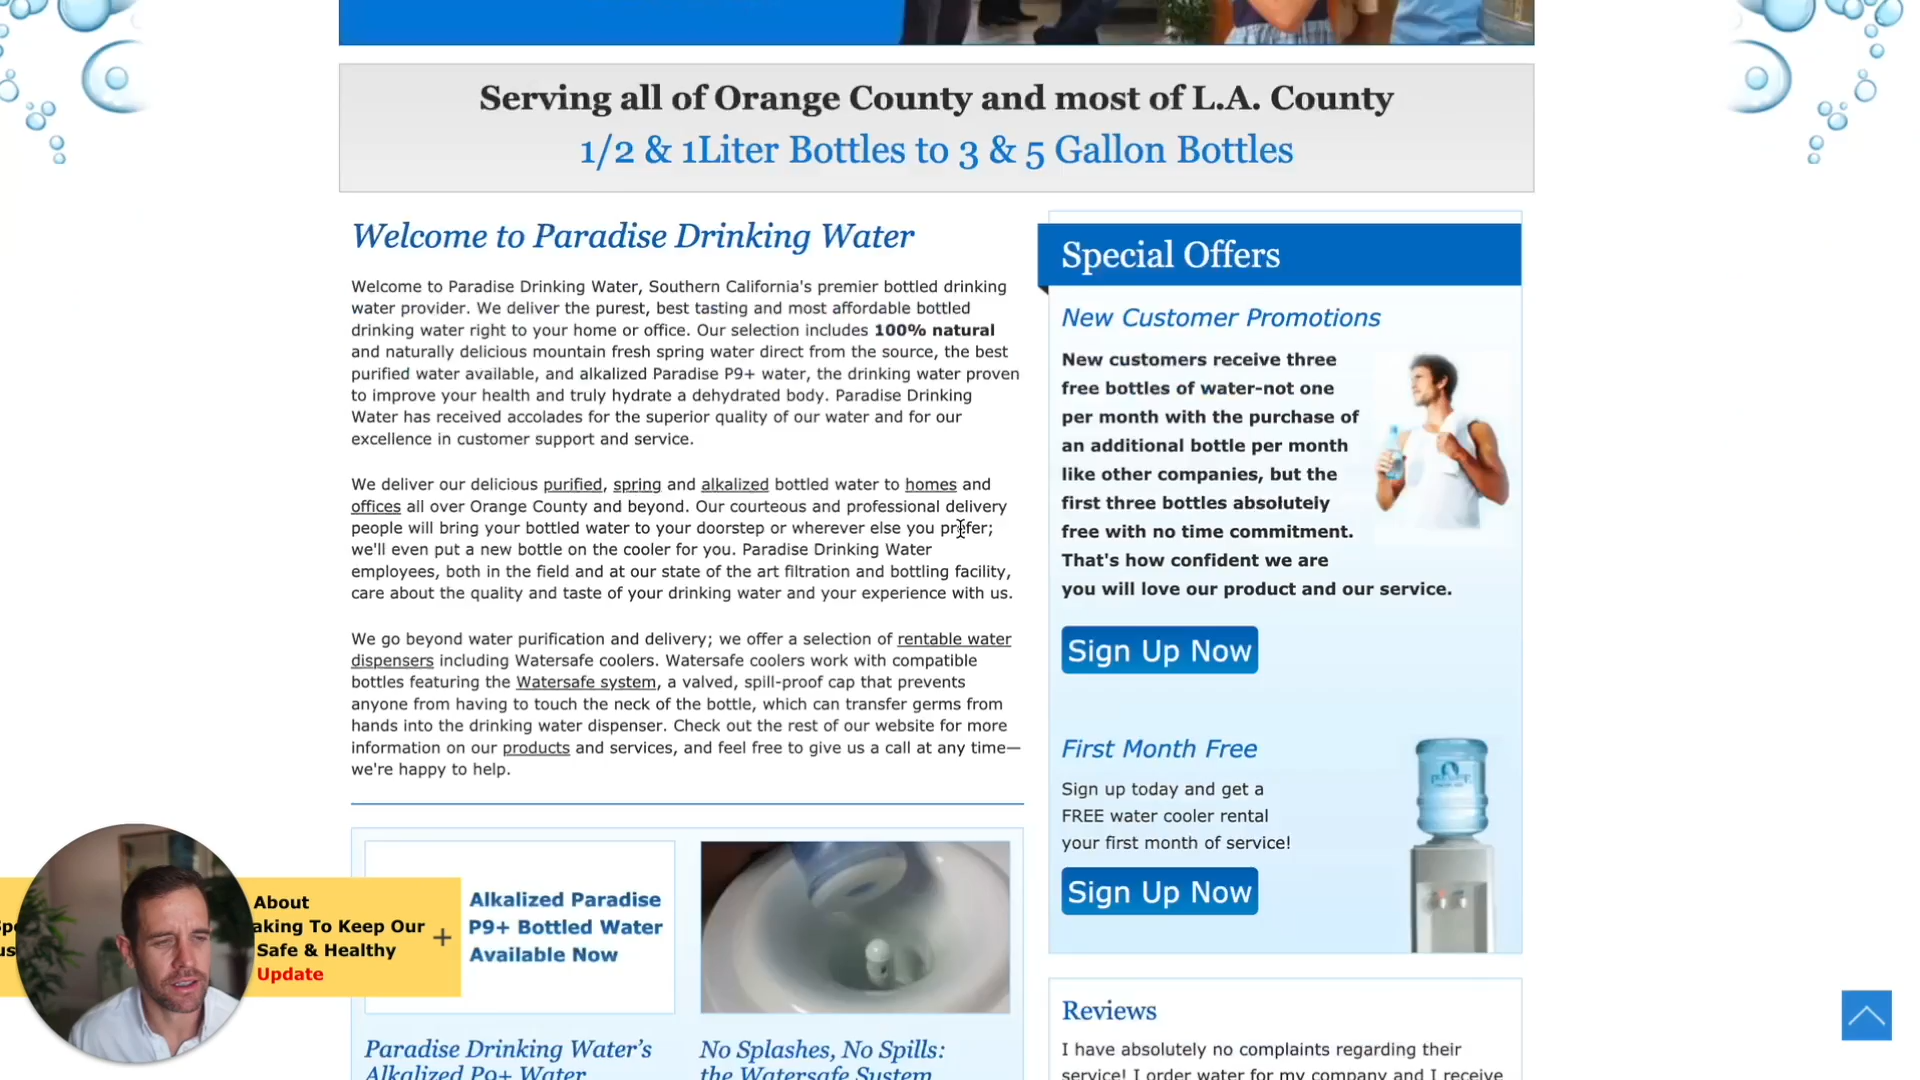 Serving all of Orange County and most of L.A. County
1/2 & 1Liter Bottles to 3 & 5 Gallon Bottles
Welcome to Paradise Drinking Water
Welcome to Paradise Drinking Water, Southern California's premier bottled drinking
water provider. We deliver the purest, best tasting and most affordable bottled
drinking water right to your home or office. Our selection includes 100% natural
and naturally delicious mountain fresh spring water direct from the source, the best
purified water available, and alkalized Paradise P9+ water, the drinking water proven
to improve your health and truly hydrate a dehydrated body. Paradise Drinking
Water has received accolades for the superior quality of our water and for our
excellence in customer support and service.
We deliver our delicious purified, spring and alkalized bottled water to homes and
offices all over Orange County and beyond. Our courteous and professional delivery
people will bring your bottled water to your doorstep or wherever else you prefer;
we'll even put a new bottle on the cooler for you. Paradise Drinking Water
employees, both in the field and at our state of the art filtration and bottling facility,
care about the quality and taste of your drinking water and your experience with us.
We go beyond water purification and delivery; we offer a selection of rentable water
dispensers including Watersafe coolers. Watersafe coolers work with compatible
bottles featuring the Watersafe system, a valved, spill-proof cap that prevents
anyone from having to touch the neck of the bottle, which can transfer germs from
hands into the drinking water dispenser. Check out the rest of our website for more
information on our products and services, and feel free to give us a call at any time—
we're happy to help.
Special Offers
New Customer Promotions
New customers receive three
free bottles of water-not one
per month with the purchase of
an additional bottle per month
like other companies, but the
first three bottles absolutely
free with no time commitment.
That's how confident we are
you will love our product and our service.
Sign Up Now
First Month Free
Sign up today and get a
FREE water cooler rental
your first month of service!
Sign Up Now
About
aking To Keep Our
Safe & Healthy
Update
+
Alkalized Paradise
P9+ Bottled Water
Available Now
Paradise Drinking Water's
Alkalized P9+ Water
No Splashes, No Spills:
the Watersafe System
Reviews
I have absolutely no complaints regarding their
service! I order water for my company and I receive